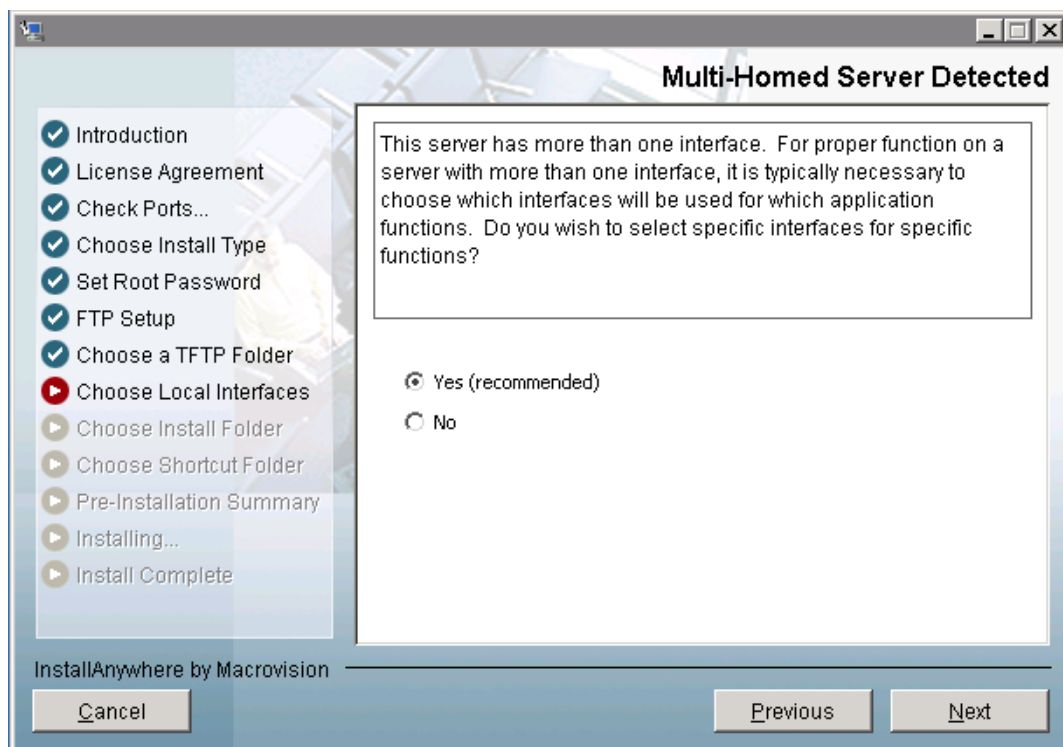 Multi-Homed Server Detected
Introduction
License Agreement
Check Ports...
Choose Install Type
Set Root Password
FTP Setup
Choose a TFTP Folder
Choose Local Interfaces
Choose Install Folder
Choose Shortcut Folder
Pre-Installation Summary
Installing...
Install Complete
This server has more than one interface. For proper function on a
server with more than one interface, it is typically necessary to
choose which interfaces will be used for which application
functions. Do you wish to select specific interfaces for specific
functions?
Yes (recommended)
No
InstallAnywhere by Macrovision
Cancel
Previous
Next